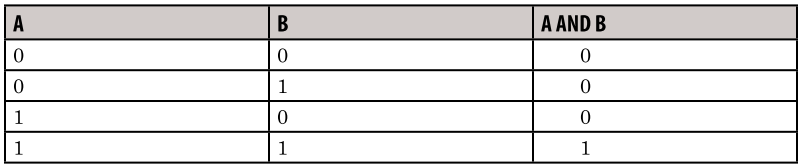 A B A AND B
0 0 0
0 1 0
1 0 0
1 1 1